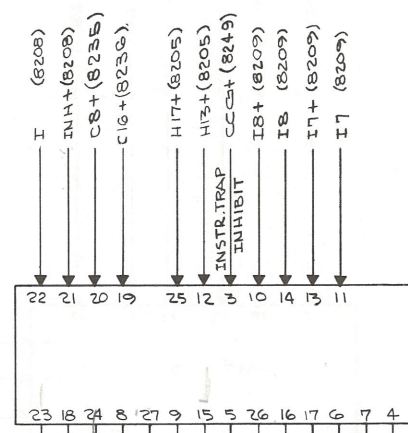 I (8208)
INH+(8208)
C8+(8235)
C16+(8236).
H17+(8205)
H13+(8205)
INSTR.TRAP
CCG+(8249)
INHIBIT
I8+ (8209)
I8 (8209)
I7+ (8209)
I7 (8209)
22 21 20 19 25 12 3 10 14 13 11
23 18 24 8 27 9 15 5 26 16 17 6 7 4